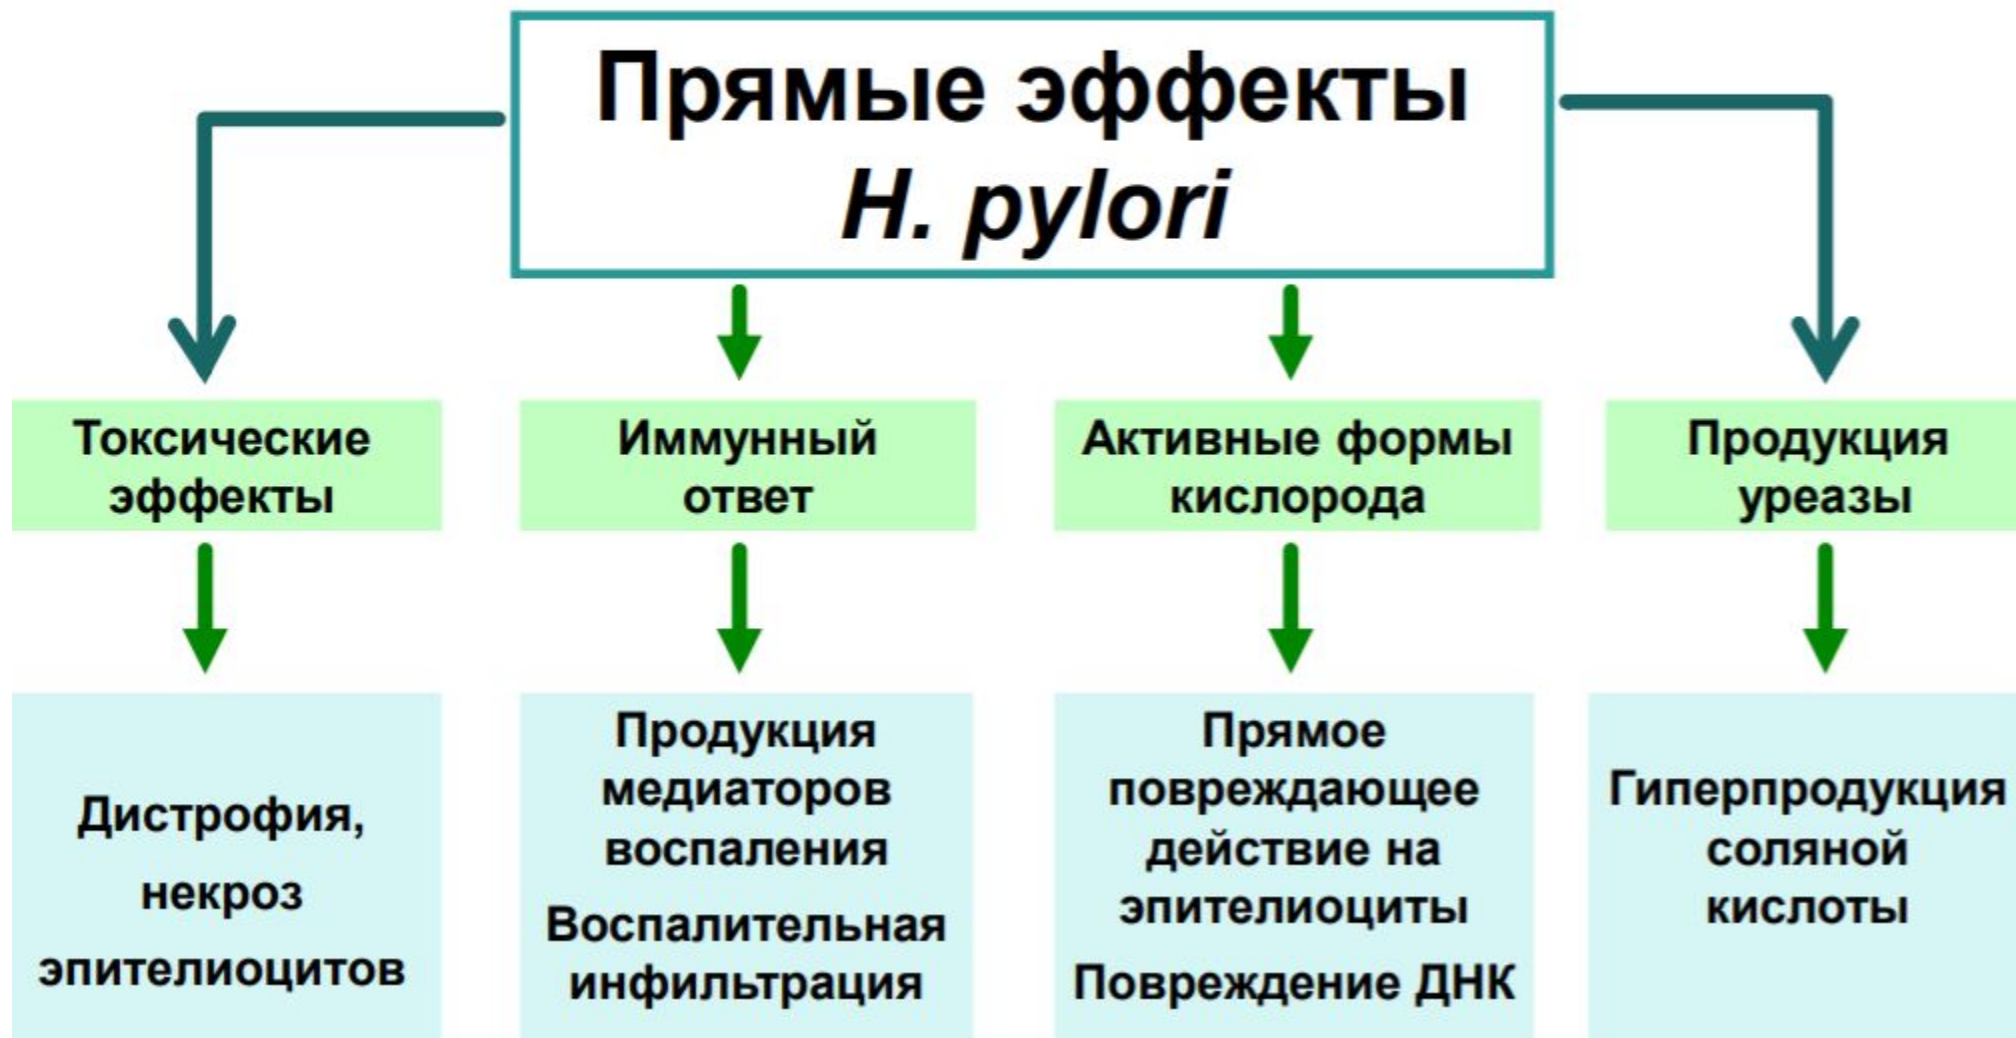 Прямые эффекты
H. pylori
Токсические
эффекты
Иммунный
ответ
Активные формы
кислорода
Продукция
уреазы
Дистрофия,
некроз
эпителиоцитов
Продукция
медиаторов
воспаления
Воспалительная
инфильтрация
Прямое
повреждающее
действие на
эпителиоциты
Повреждение ДНК
Гиперпродукция
соляной
кислоты